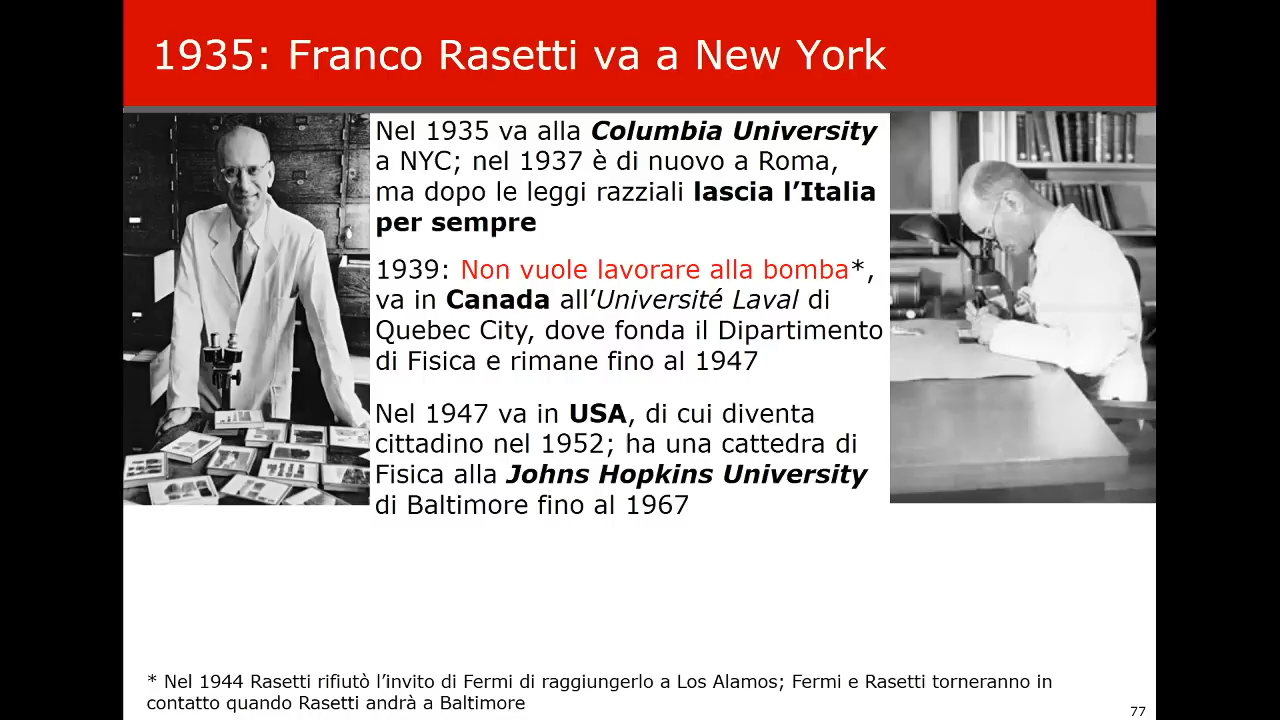 1935: Franco Rasetti va a New York
Nel 1935 va alla Columbia University
a NYC; nel 1937 è di nuovo a Roma,
ma dopo le leggi razziali lascia l’Italia
per sempre
1939: Non vuole lavorare alla bomba*,
va in Canada all’Université Laval di
Quebec City, dove fonda il Dipartimento
di Fisica e rimane fino al 1947
Nel 1947 va in USA, di cui diventa
cittadino nel 1952; ha una cattedra di
Fisica alla Johns Hopkins University
di Baltimore fino al 1967
* Nel 1944 Rasetti rifiutò l’invito di Fermi di raggiungerlo a Los Alamos; Fermi e Rasetti torneranno in
contatto quando Rasetti andrà a Baltimore
77